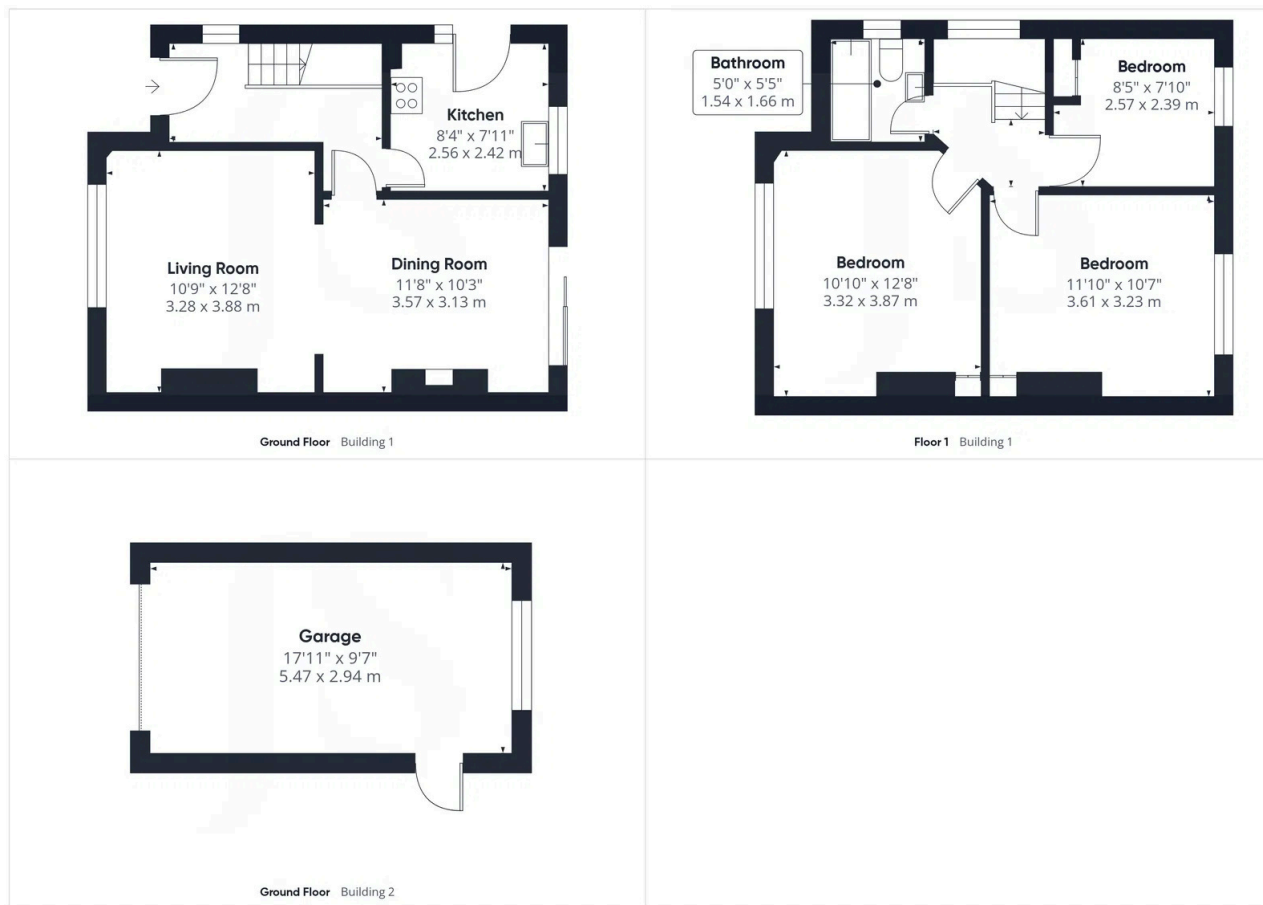 Kitchen
8'4" x 7'11"
2.56 x 2.42 m
Living Room
10'9" x 12'8"
3.28 x 3.88 m
Dining Room
11'8" x 10'3"
3.57 x 3.13 m
Ground Floor Building 1
Bathroom
5'0" x 5'5"
1.54 x 1.66 m
Bedroom
8'5" x 7'10"
2.57 x 2.39 m
Bedroom
10'10" x 12'8"
3.32 x 3.87 m
Bedroom
11'10" x 10'7"
3.61 x 3.23 m
Floor 1 Building 1
Garage
17'11" x 9'7"
5.47 x 2.94 m
Ground Floor Building 2